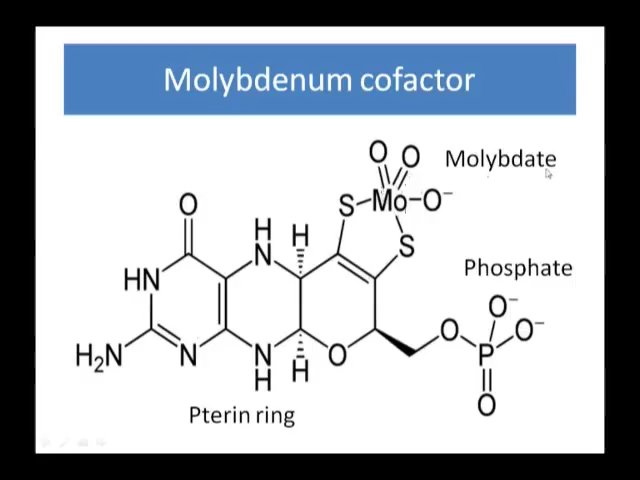 Molybdenum cofactor
O O Molybdate
S Mo O⁻
O H H S
HN N Phosphate
O⁻
O O⁻
H₂N N N O P
H H
O
Pterin ring